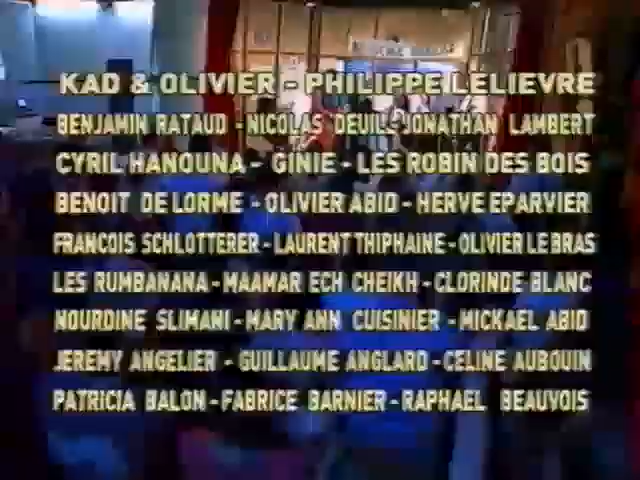 KAD & OLIVIER - PHILIPPE LELIEVRE
BENJAMIN RATAUD - NICOLAS DEUIL - JONATHAN LAMBERT
CYRIL HANOUNA - GINIE - LES ROBIN DES BOIS
BENOIT DE LORME - OLIVIER ABID - HERVE EPARVIER
FRANCOIS SCHLOTTERER - LAURENT THIPHAINE - OLIVIER LE BRAS
LES RUMBANANA - MAAMAR ECH CHEIKH - CLORINDE BLANC
NOURDINE SLIMANI - MARY ANN CUISINIER - MICKAEL ABID
JEREMY ANGELIER - GUILLAUME ANGLARD - CELINE AUBOUIN
PATRICIA BALON - FABRICE BARNIER - RAPHAEL BEAUVOIS